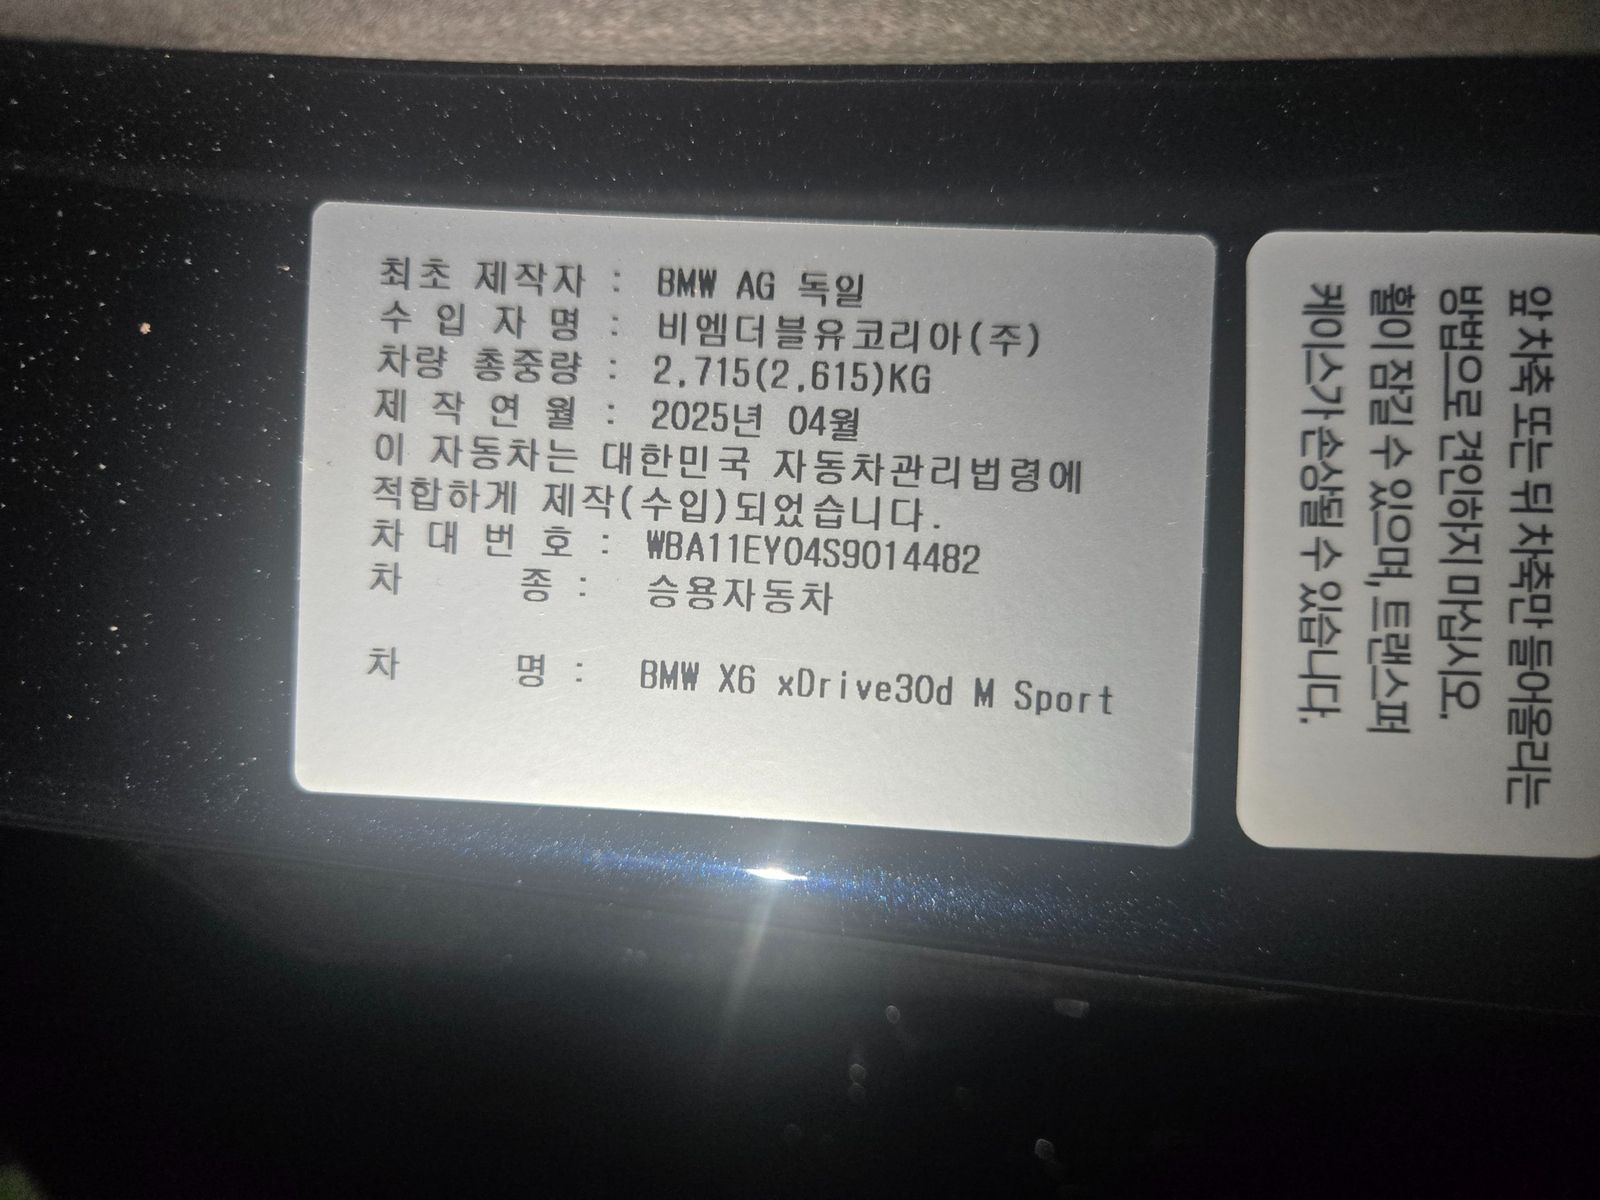 최초 제작자 : BMW AG 독일
수 입 자 명 : 비엠더블유코리아(주)
차량 총중량 : 2,715(2,615)KG
제 작 연 월 : 2025년 04월
이 자동차는 대한민국 자동차관리법령에
적합하게 제작(수입)되었습니다.
차 대 번 호 : WBA11EY04S9014482
차 종 : 승용자동차
차 명 : BMW X6 xDrive30d M Sport
앞 차축 또는 뒤 차축만 들어올리는
방법으로 견인하지 마십시오.
휠이 잠길 수 있으며, 트랜스퍼
케이스가 손상될 수 있습니다.